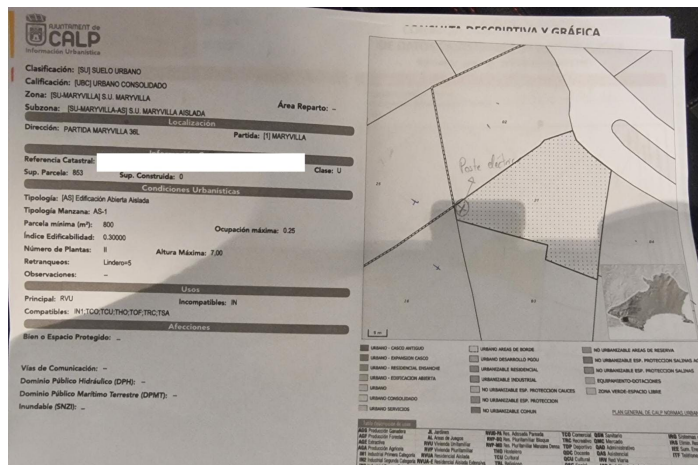 AJUNTAMENT de
CALP
Información Urbanística
CONSULTA DESCRIPTIVA Y GRÁFICA
Clasificación: [SU] SUELO URBANO
Calificación: [UBC] URBANO CONSOLIDADO
Zona: [SU-MARYVILLA] S.U. MARYVILLA
Subzona: [SU-MARYVILLA-AS] S.U. MARYVILLA AISLADA
Área Reparto: –
Localización
Dirección: PARTIDA MARYVILLA 36L
Partida: [1] MARYVILLA
Referencia Catastral:
Clase: U
Sup. Parcela: 853
Sup. Construida: 0
Condiciones Urbanísticas
Tipología: [AS] Edificación Abierta Aislada
Tipología Manzana: AS-1
Parcela mínima (m²): 800
Ocupación máxima: 0.25
Índice Edificabilidad: 0.30000
Número de Plantas: II
Altura Máxima: 7,00
Retranqueos: Lindero=5
Observaciones: –
Usos
Principal: RVU
Incompatibles: IN
Compatibles: IN1;TCO;TCU;THO;TOF;TRC;TSA
Afecciones
Bien o Espacio Protegido: –
Vías de Comunicación: –
Dominio Público Hidráulico (DPH): –
Dominio Público Marítimo Terrestre (DPMT): –
Inundable (SNZI): –
Poste
URBANO - CASCO ANTIGUO
URBANO - EXPANSION CASCO
URBANO - RESIDENCIAL ENSANCHE
URBANO - EDIFICACION ABIERTA
URBANO
URBANO CONSOLIDADO
URBANO SERVICIOS
URBANO AREAS DE BORDE
URBANO DESARROLLO PGOU
URBANIZABLE RESIDENCIAL
URBANIZABLE INDUSTRIAL
NO URBANIZABLE ESP. PROTECCION CAUCES
NO URBANIZABLE ESP. PROTECCION
NO URBANIZABLE COMUN
NO URBANIZABLE AREAS DE RESERVA
NO URBANIZABLE ESP. PROTECCION SALINAS
NO URBANIZABLE ESP. PROTECCION SALINAS
EQUIPAMIENTO-DOTACIONES
ZONA VERDE-ESPACIO LIBRE
PLAN GENERAL DE CALP